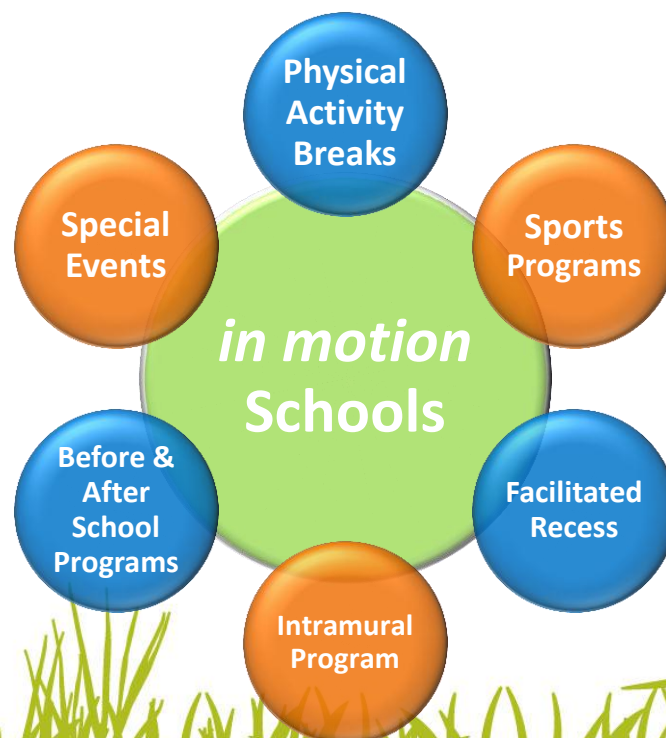 Physical
Activity
Breaks
Special
Events
Sports
Programs
in motion
Schools
Before &
After
School
Programs
Facilitated
Recess
Intramural
Program